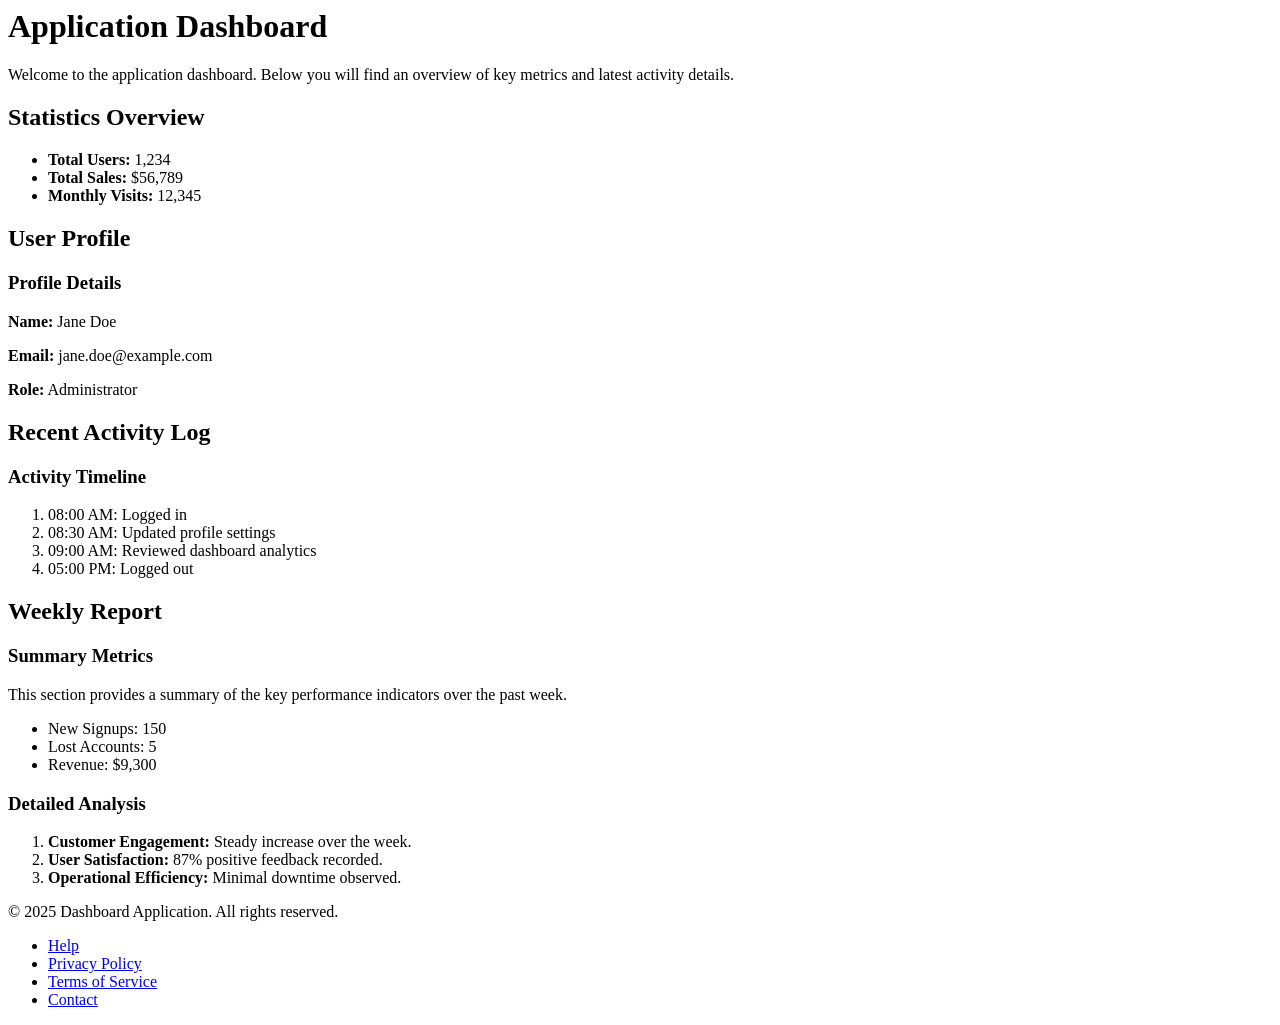 Application Dashboard
Welcome to the application dashboard. Below you will find an overview of key metrics and latest activity details.
Statistics Overview
• Total Users: 1,234
• Total Sales: $56,789
• Monthly Visits: 12,345
User Profile
Profile Details
Name: Jane Doe
Email: jane.doe@example.com
Role: Administrator
Recent Activity Log
Activity Timeline
1. 08:00 AM: Logged in
2. 08:30 AM: Updated profile settings
3. 09:00 AM: Reviewed dashboard analytics
4. 05:00 PM: Logged out
Weekly Report
Summary Metrics
This section provides a summary of the key performance indicators over the past week.
• New Signups: 150
• Lost Accounts: 5
• Revenue: $9,300
Detailed Analysis
1. Customer Engagement: Steady increase over the week.
2. User Satisfaction: 87% positive feedback recorded.
3. Operational Efficiency: Minimal downtime observed.
© 2025 Dashboard Application. All rights reserved.
• Help
• Privacy Policy
• Terms of Service
• Contact